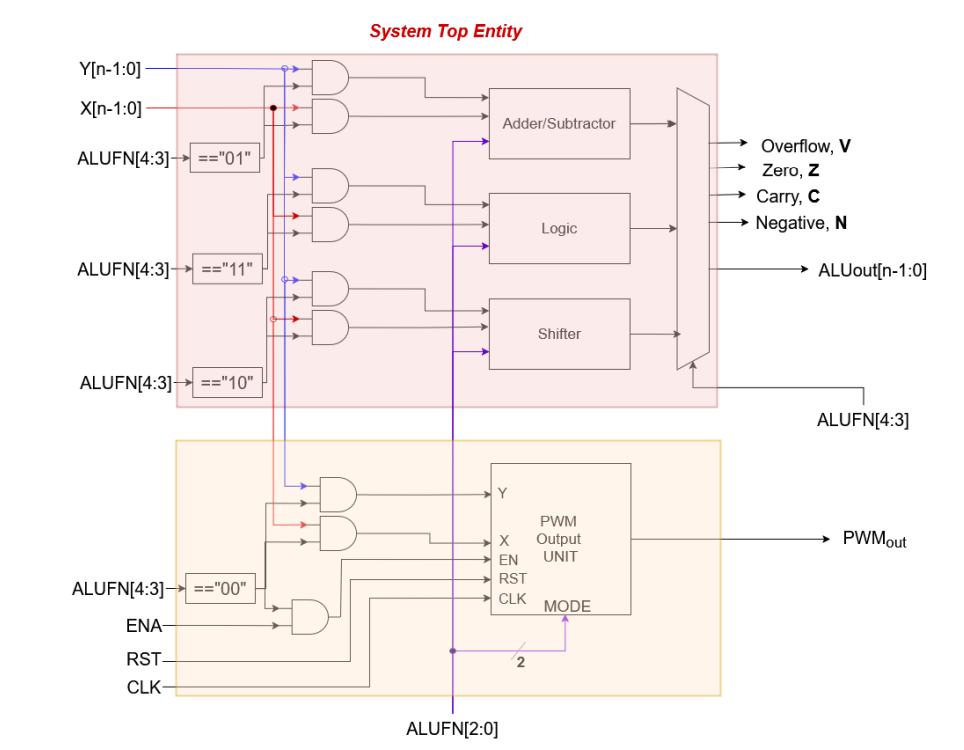 System Top Entity
Y[n-1:0]
X[n-1:0]
ALUFN[4:3]
=="01"
Adder/Subtractor
Overflow, V
Zero, Z
Carry, C
Negative, N
ALUFN[4:3]
=="11"
Logic
ALUout[n-1:0]
Shifter
ALUFN[4:3]
=="10"
ALUFN[4:3]
Y
PWM
Output
UNIT
X
EN
RST
CLK
MODE
PWMout
ALUFN[4:3]
=="00"
ENA
RST
CLK
2
ALUFN[2:0]